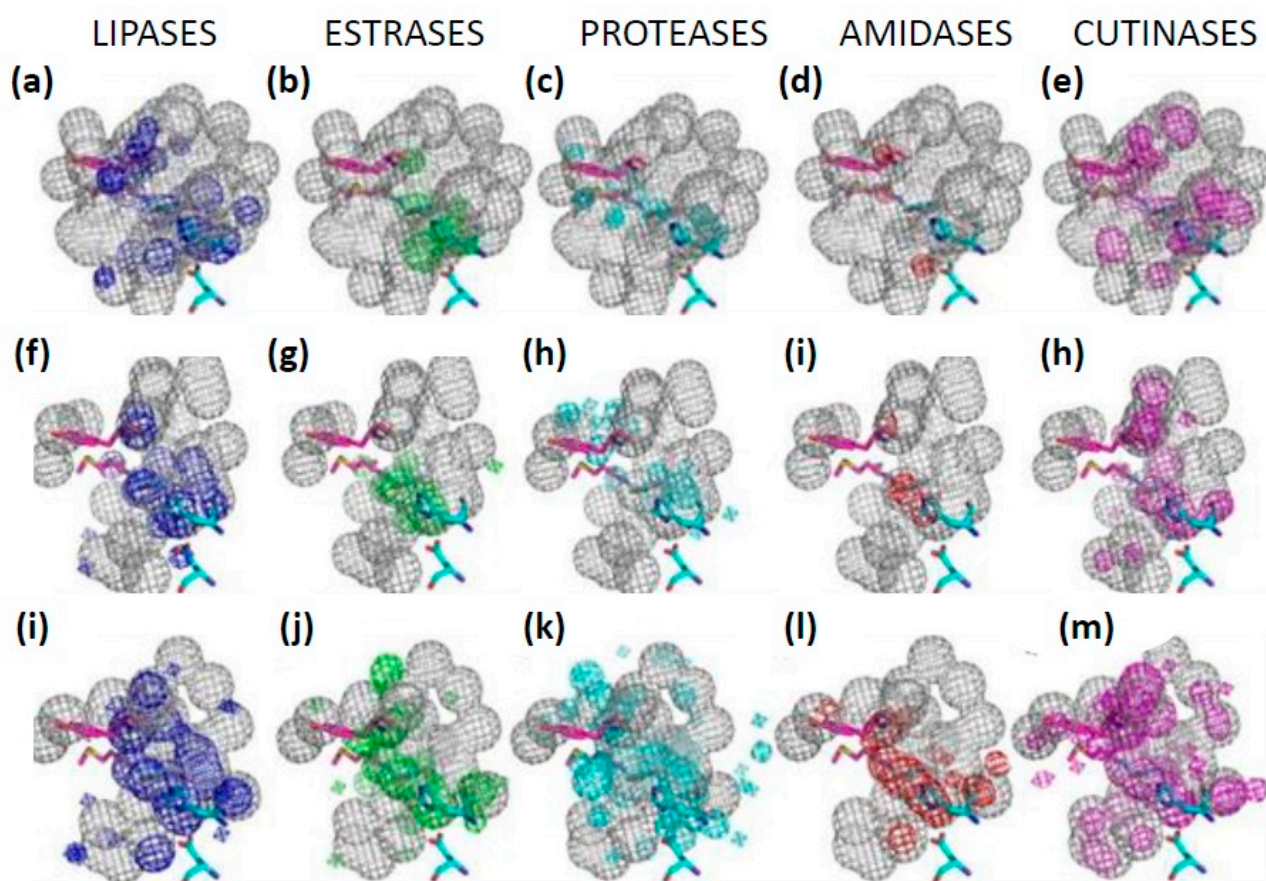 LIPASES ESTRASES PROTEASES AMIDASES CUTINASES
(a) (b) (c) (d) (e)
(f) (g) (h) (i) (h)
(i) (j) (k) (l) (m)